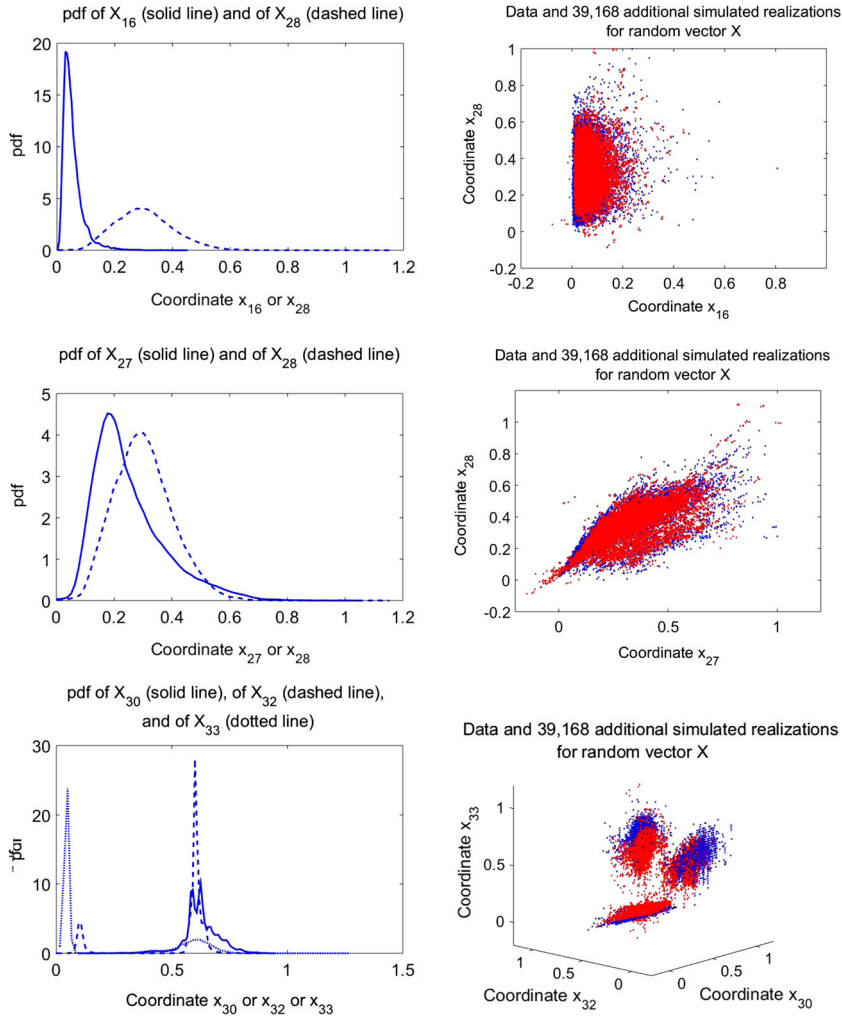 pdf of X16 (solid line) and of X28 (dashed line)
20
15
10
5
0
pdf
0 0.2 0.4 0.6 0.8 1 1.2
Coordinate x16 or x28
Data and 39,168 additional simulated realizations
for random vector X
1
0.8
0.6
0.4
0.2
0
-0.2
Coordinate x28
-0.2 0 0.2 0.4 0.6 0.8
Coordinate x16
pdf of X27 (solid line) and of X28 (dashed line)
5
4
3
2
1
0
pdf
0 0.2 0.4 0.6 0.8 1 1.2
Coordinate x27 or x28
Data and 39,168 additional simulated realizations
for random vector X
1
0.8
0.6
0.4
0.2
0
-0.2
Coordinate x28
0 0.5 1
Coordinate x27
pdf of X30 (solid line), of X32 (dashed line),
and of X33 (dotted line)
30
20
10
0
0 0.5 1 1.5
Coordinate x30 or x32 or x33
Data and 39,168 additional simulated realizations
for random vector X
1
0.5
0
Coordinate x33
1 0.5 0
Coordinate x32
0 0.5 1
Coordinate x30